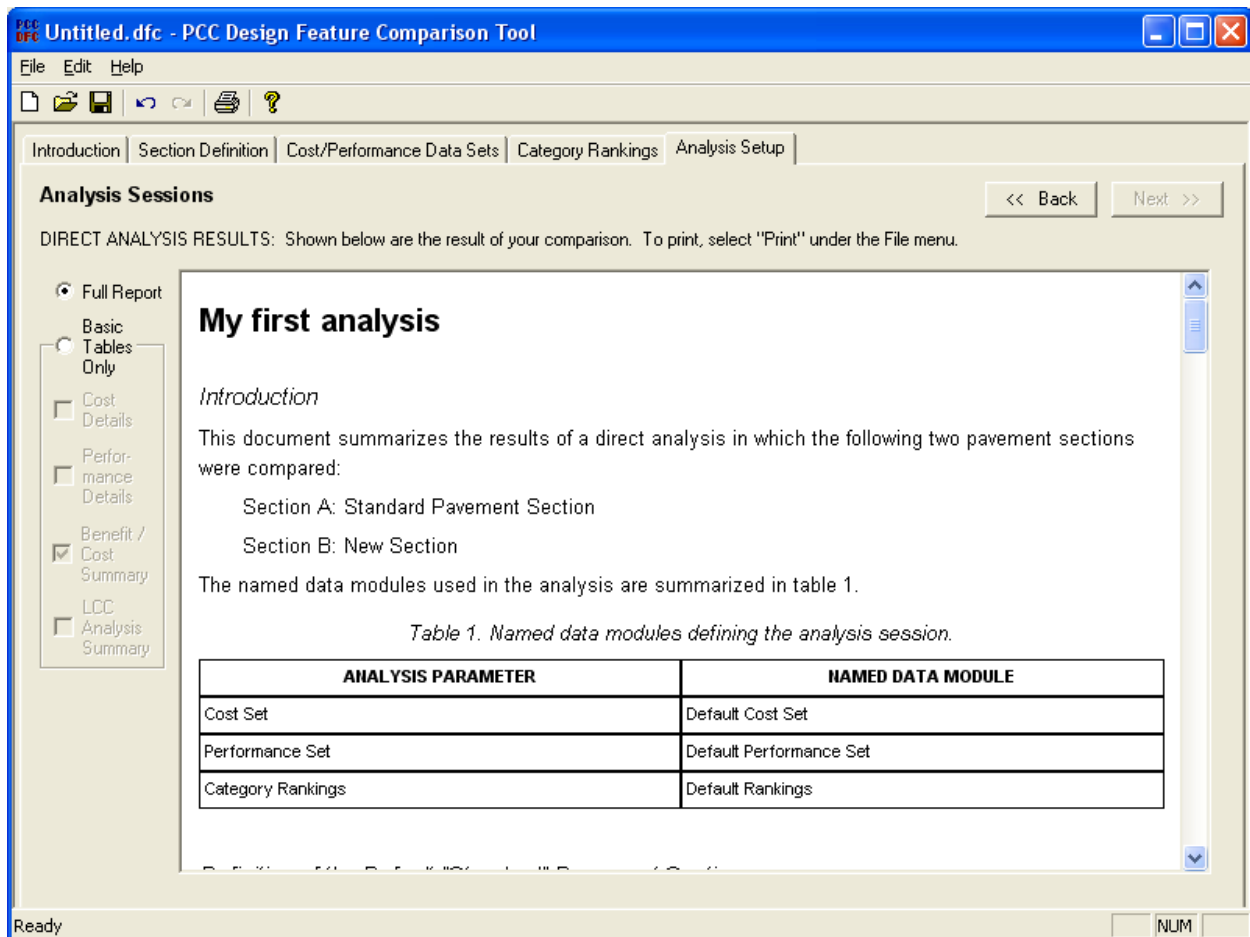 PCC
DFC
Untitled.dfc - PCC Design Feature Comparison Tool
File Edit Help
Introduction
Section Definition
Cost/Performance Data Sets
Category Rankings
Analysis Setup
Analysis Sessions
<< Back
Next >>
DIRECT ANALYSIS RESULTS: Shown below are the result of your comparison. To print, select "Print" under the File menu.
Full Report
Basic
Tables
Only
Cost
Details
Perfor-
mance
Details
Benefit /
Cost
Summary
LCC
Analysis
Summary
My first analysis
Introduction
This document summarizes the results of a direct analysis in which the following two pavement sections
were compared:
Section A: Standard Pavement Section
Section B: New Section
The named data modules used in the analysis are summarized in table 1.
Table 1. Named data modules defining the analysis session.
ANALYSIS PARAMETER NAMED DATA MODULE
Cost Set Default Cost Set
Performance Set Default Performance Set
Category Rankings Default Rankings
Ready
NUM